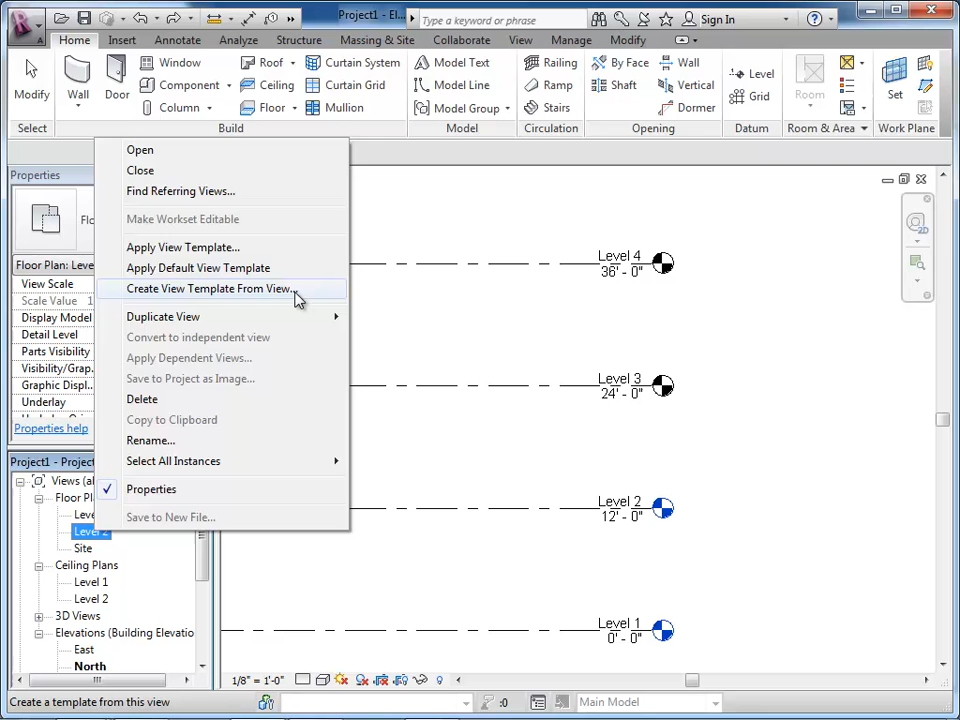 Project1 - El...
Type a keyword or phrase
Sign In
Home Insert Annotate Analyze Structure Massing & Site Collaborate View Manage Modify
Modify
Wall
Door
Window
Component
Column
Roof
Ceiling
Floor
Curtain System
Curtain Grid
Mullion
Model Text
Model Line
Model Group
Railing
Ramp
Stairs
By Face
Shaft
Wall
Vertical
Dormer
Level
Grid
Room
Set
Select Build Model Circulation Opening Datum Room & Area Work Plane
Properties
Flo
Floor Plan: Leve
View Scale
Scale Value 1
Display Model
Detail Level
Parts Visibility
Visibility/Grap...
Graphic Displ...
Underlay
Properties help
Open
Close
Find Referring Views...
Make Workset Editable
Apply View Template...
Apply Default View Template
Create View Template From View...
Duplicate View
Convert to independent view
Apply Dependent Views...
Save to Project as Image...
Delete
Copy to Clipboard
Rename...
Select All Instances
Properties
Save to New File...
Project1 - Project
Views (al
Floor Pl
Leve
Level 2
Site
Ceiling Plans
Level 1
Level 2
3D Views
Elevations (Building Elevatio
East
North
2D
Level 4
36' - 0"
Level 3
24' - 0"
Level 2
12' - 0"
Level 1
0' - 0"
1/8" = 1'-0"
Create a template from this view
:0
Main Model